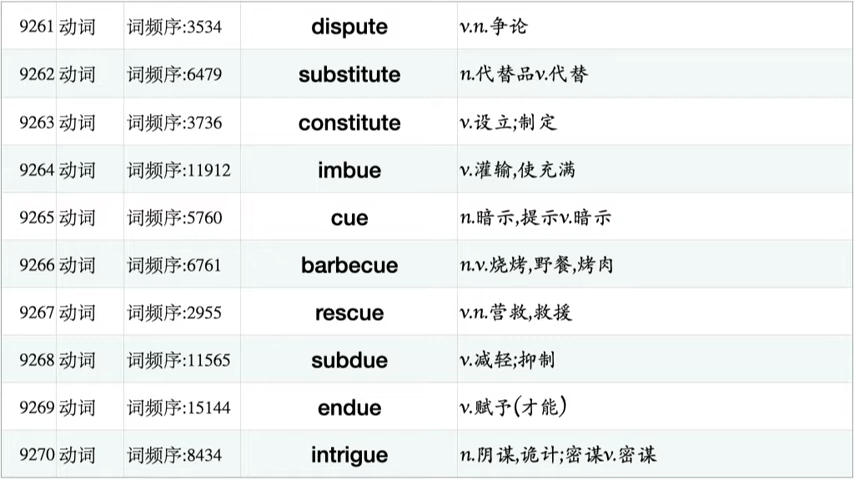 9261 动词 词频序:3534 dispute v.n.争论
9262 动词 词频序:6479 substitute n.代替品v.代替
9263 动词 词频序:3736 constitute v.设立;制定
9264 动词 词频序:11912 imbue v.灌输,使充满
9265 动词 词频序:5760 cue n.暗示,提示v.暗示
9266 动词 词频序:6761 barbecue n.v.烧烤,野餐,烤肉
9267 动词 词频序:2955 rescue v.n.营救,救援
9268 动词 词频序:11565 subdue v.减轻;抑制
9269 动词 词频序:15144 endue v.赋予(才能)
9270 动词 词频序:8434 intrigue n.阴谋,诡计;密谋v.密谋